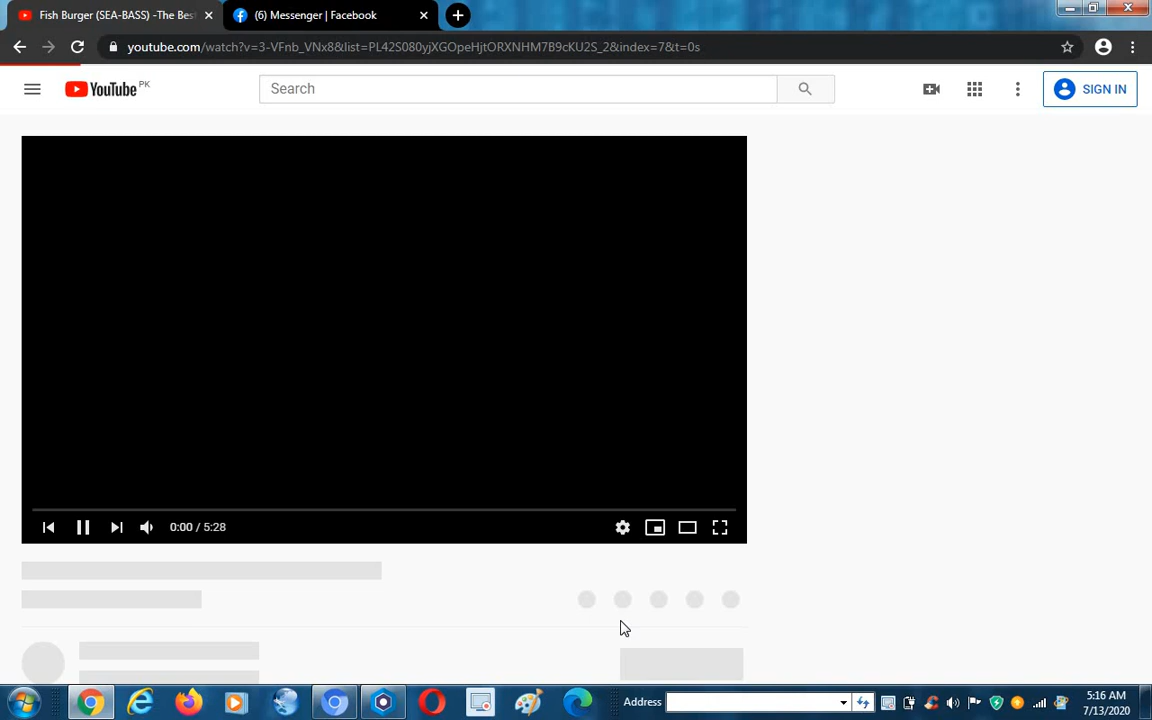 Fish Burger (SEA-BASS) -The Bes
(6) Messenger | Facebook
youtube.com/watch?v=3-VFnb_VNx8&list=PL42S080yjXGOpeHjtORXNHM7B9cKU2S_2&index=7&t=0s
YouTube PK
Search
SIGN IN
0:00 / 5:28
Address
5:16 AM
7/13/2020